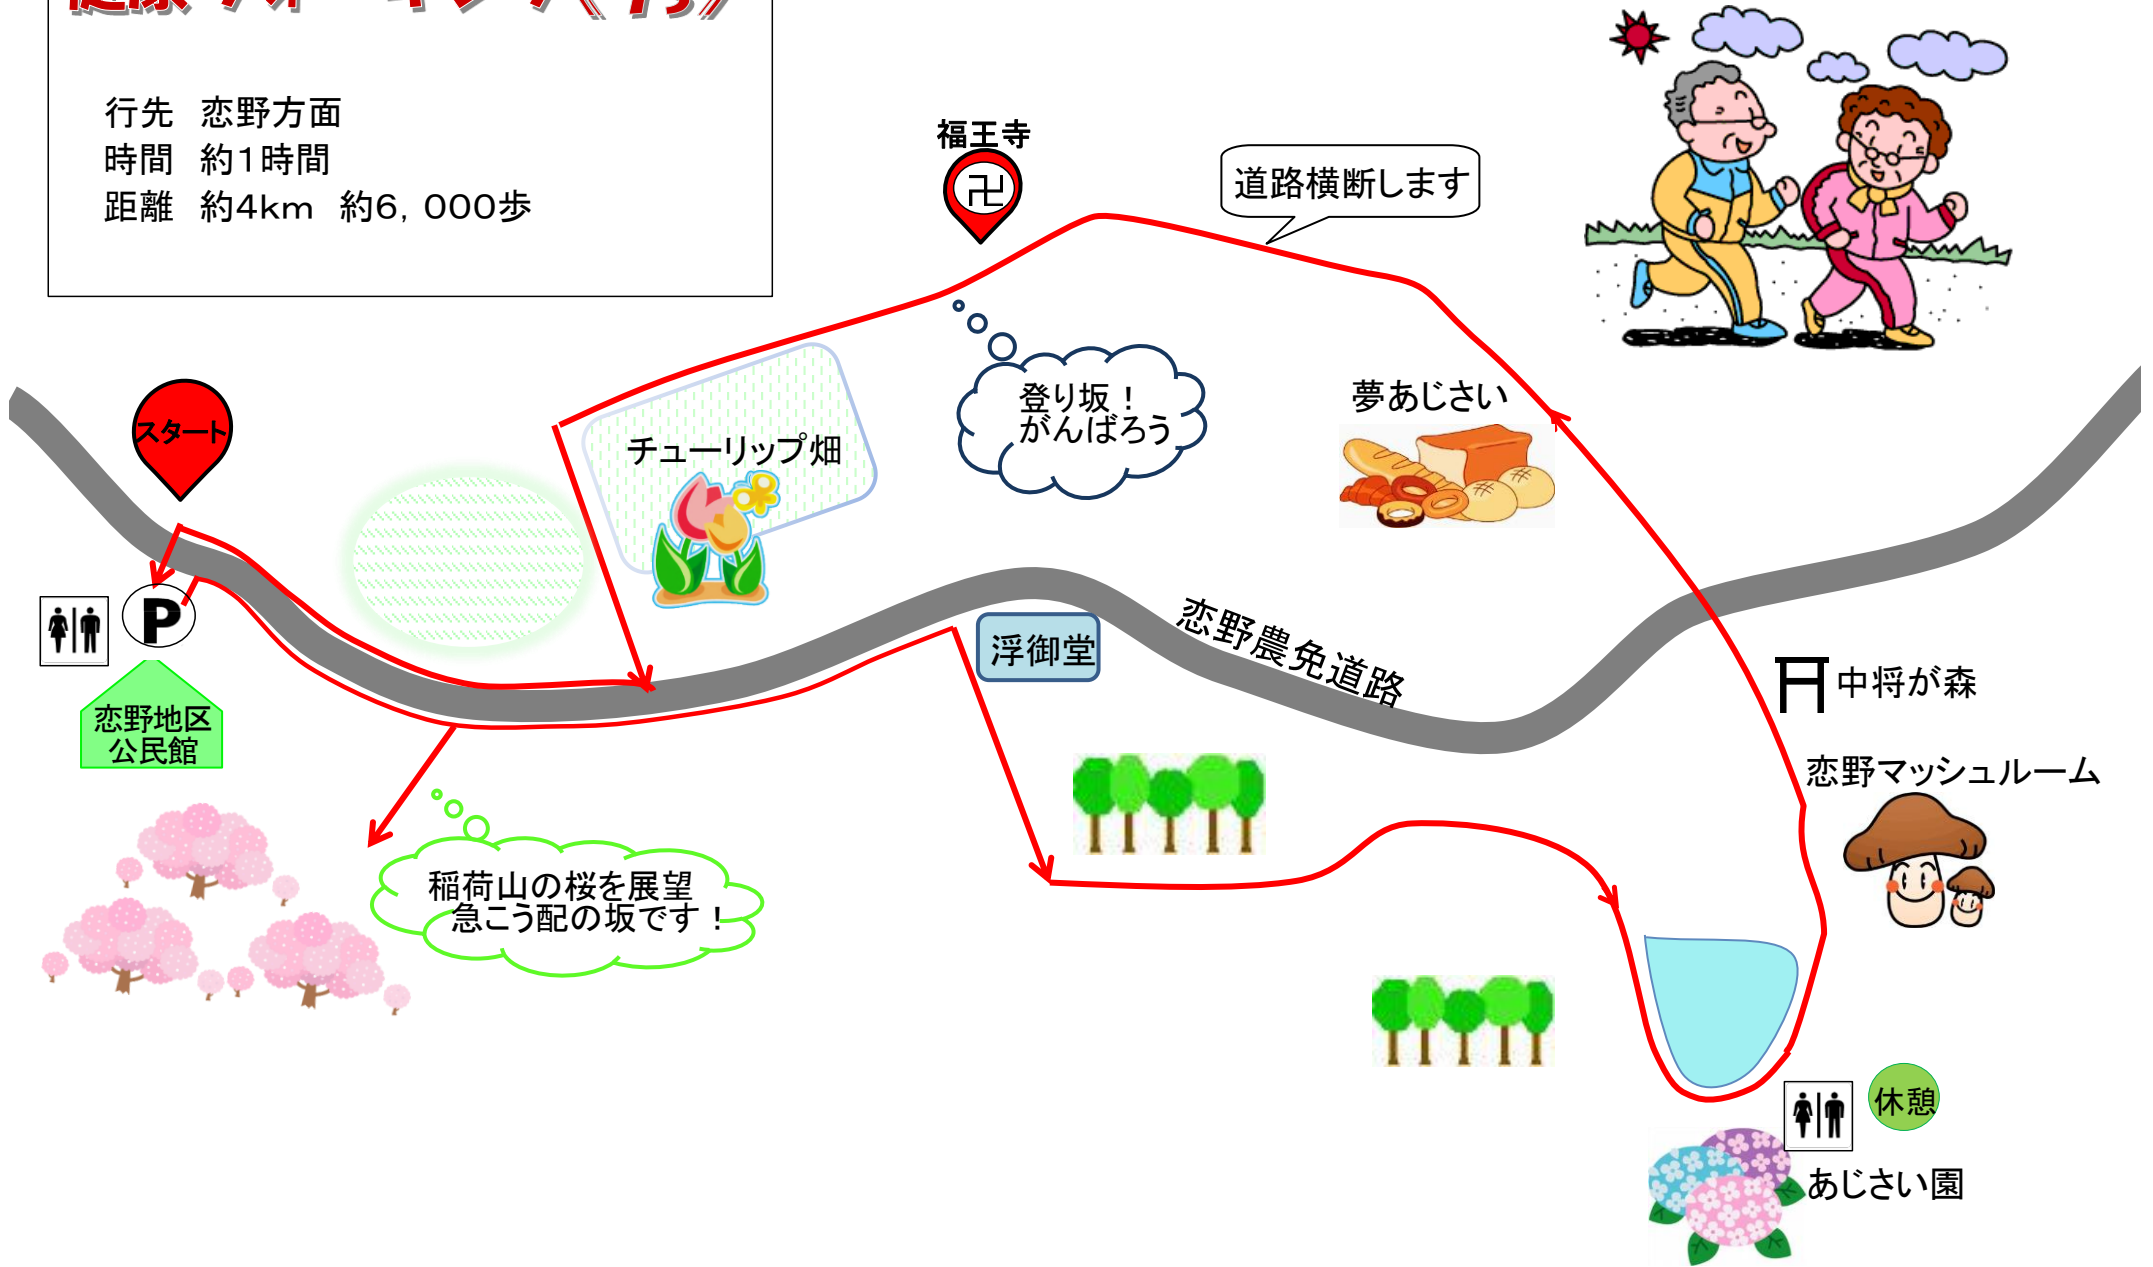 行先 恋野方面
時間 約1時間
距離 約4km 約6,000歩
福王寺
卍
道路横断します
スタート
チューリップ畑
登り坂!
がんばろう
夢あじさい
P
浮御堂
恋野農免道路
中将が森
恋野地区
公民館
恋野マッシュルーム
稲荷山の桜を展望
急こう配の坂です!
休憩
あじさい園